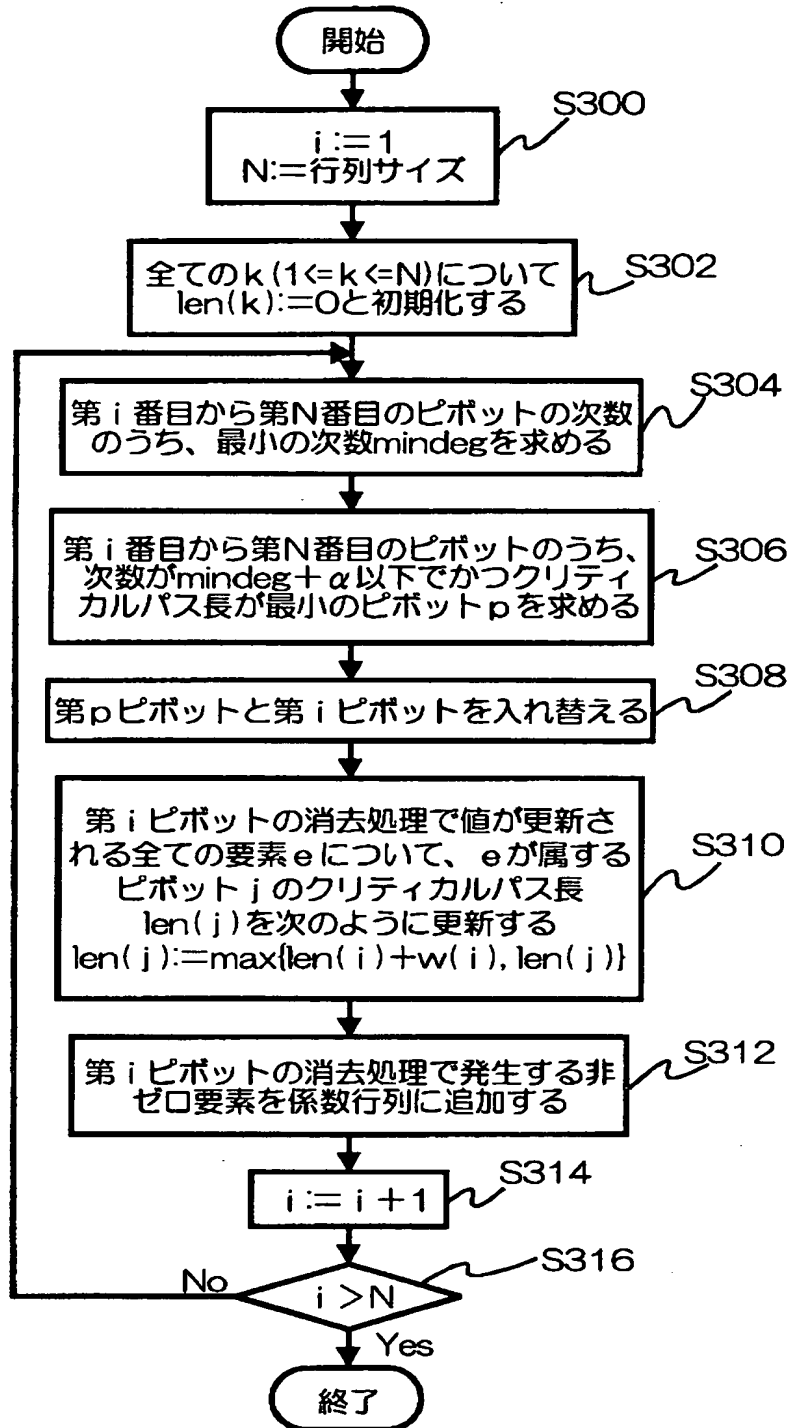 開始
S300
i:=1
N:=行列サイズ
S302
全てのk(1<=k<=N)について
len(k):=0と初期化する
S304
第i番目から第N番目のピボットの次数
のうち、最小の次数mindegを求める
S306
第i番目から第N番目のピボットのうち、
次数がmindeg+α以下でかつクリティ
カルパス長が最小のピボットpを求める
S308
第pピボットと第iピボットを入れ替える
S310
第iピボットの消去処理で値が更新さ
れる全ての要素eについて、eが属する
ピボットjのクリティカルパス長
len(j)を次のように更新する
len(j):=max{len(i)+w(i),len(j)}
S312
第iピボットの消去処理で発生する非
ゼロ要素を係数行列に追加する
S314
i:=i+1
S316
i>N
No
Yes
終了